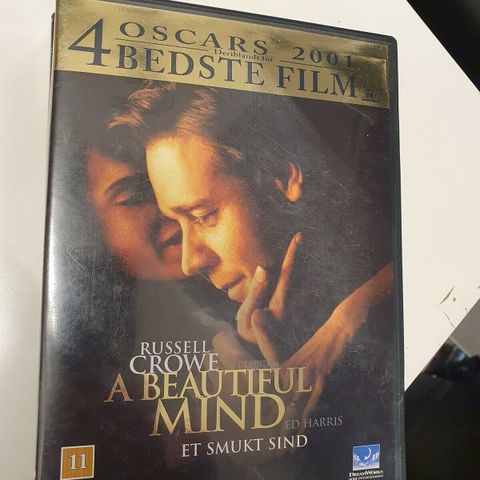 4 OSCARS 2001
Deriblandt for
BEDSTE FILM
RUSSELL
CROWE
A BEAUTIFUL
MIND
ED HARRIS
ET SMUKT SIND
11
DREAMWORKS